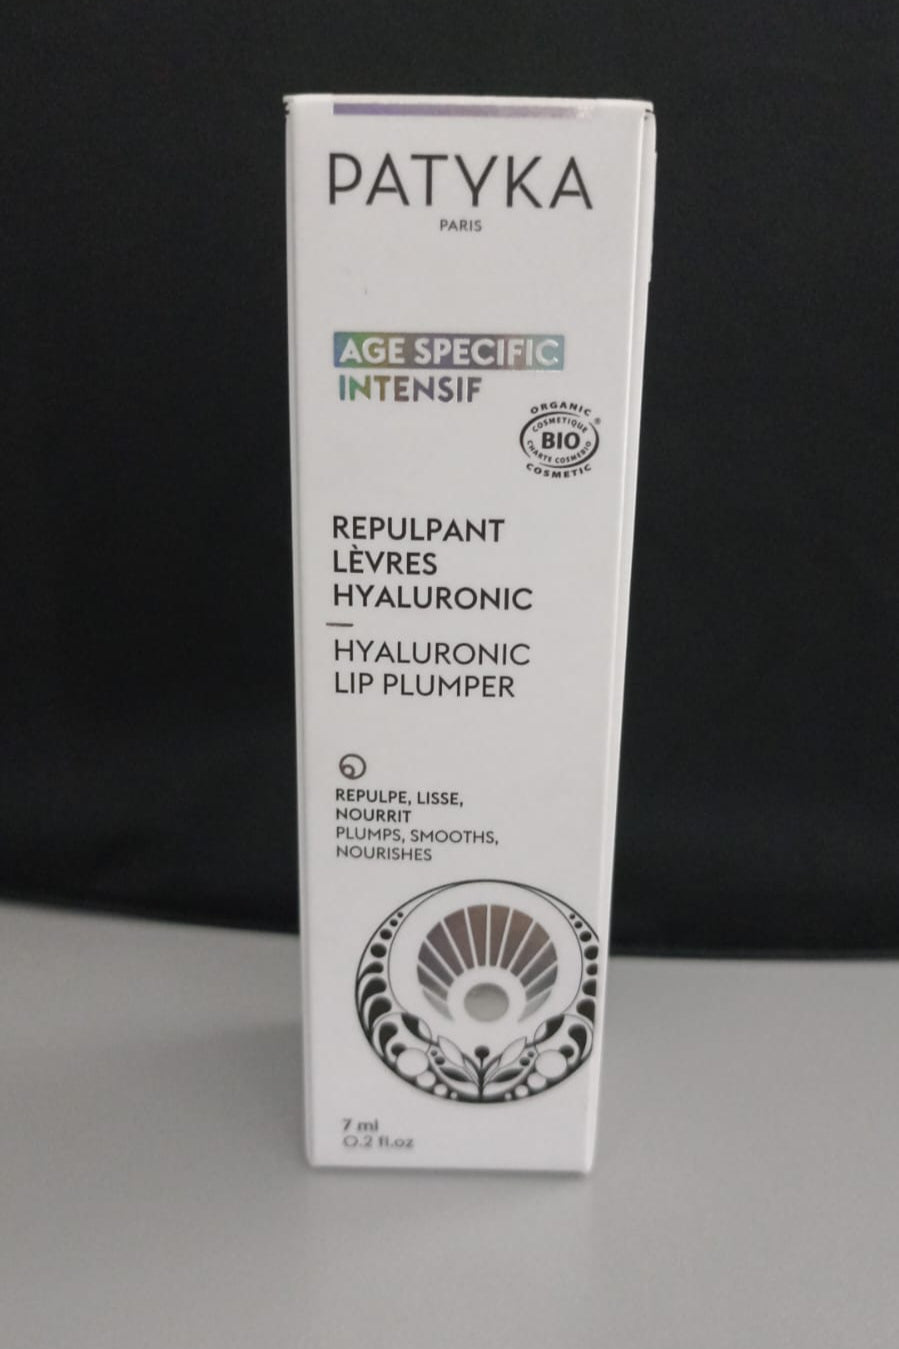 PATYKA
PARIS
AGE SPECIFIC
INTENSIF
ORGANIC
COSMETIQUE
BIO
CHARTE COSMEBIO
COSMETIC
®
REPULPANT
LÈVRES
HYALURONIC
HYALURONIC
LIP PLUMPER
REPULPE, LISSE,
NOURRIT
PLUMPS, SMOOTHS,
NOURISHES
7 ml
0.2 fl.oz